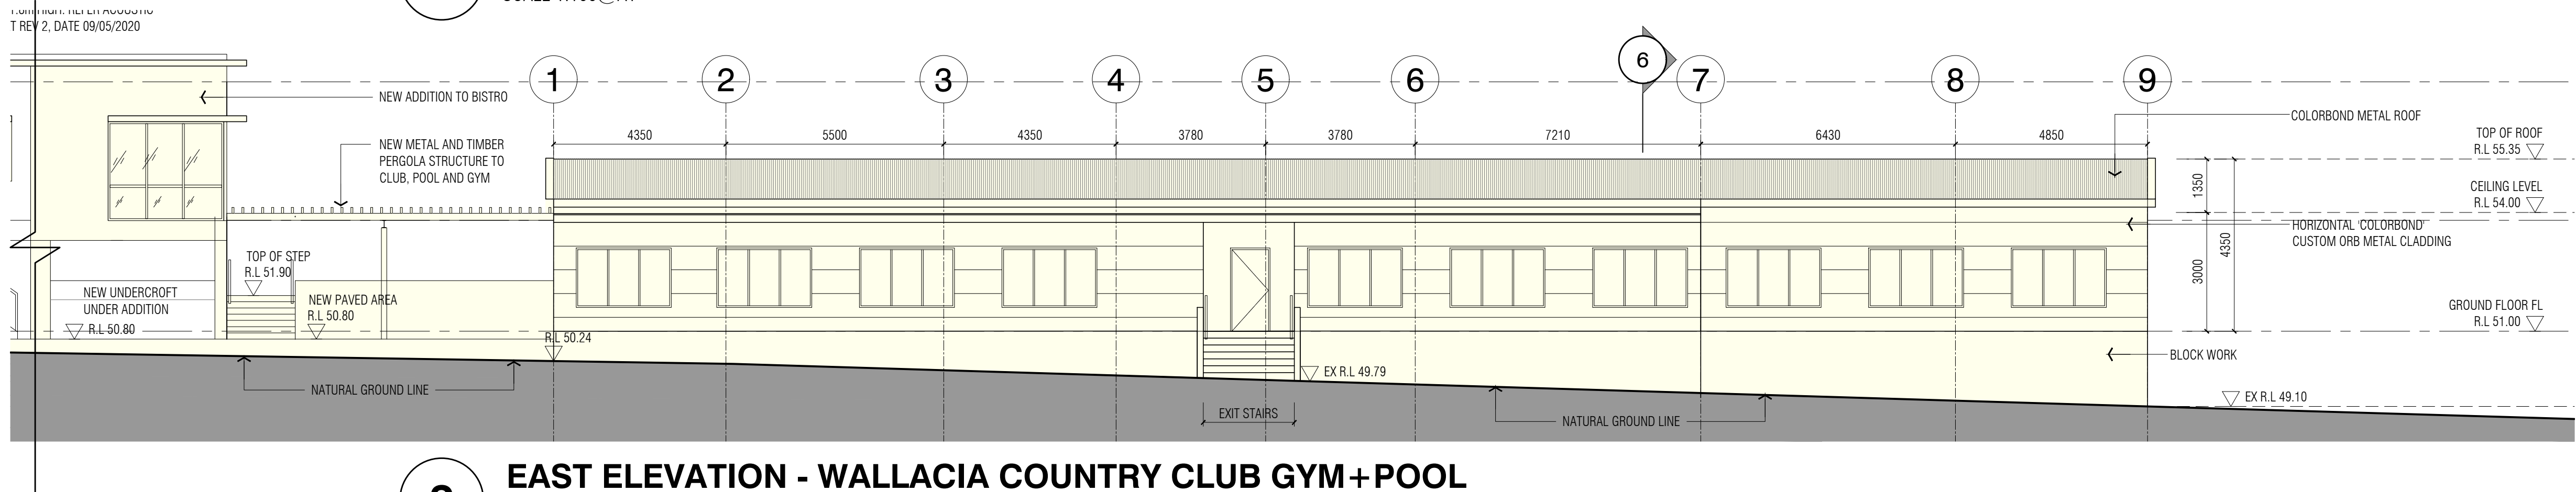 T REV 2, DATE 09/05/2020
6
1 2 3 4 5 6 7 8 9
NEW ADDITION TO BISTRO
COLORBOND METAL ROOF
4350 5500 4350 3780 3780 7210 6430 4850
TOP OF ROOF
R.L 55.35
NEW METAL AND TIMBER
PERGOLA STRUCTURE TO
CLUB, POOL AND GYM
1350
CEILING LEVEL
R.L 54.00
HORIZONTAL 'COLORBOND'
CUSTOM ORB METAL CLADDING
4350
3000
TOP OF STEP
R.L 51.90
NEW UNDERCROFT
UNDER ADDITION
R.L 50.80
NEW PAVED AREA
R.L 50.80
GROUND FLOOR FL
R.L 51.00
R.L 50.24
BLOCK WORK
EX R.L 49.79
NATURAL GROUND LINE
EX R.L 49.10
EXIT STAIRS
NATURAL GROUND LINE
EAST ELEVATION - WALLACIA COUNTRY CLUB GYM+POOL